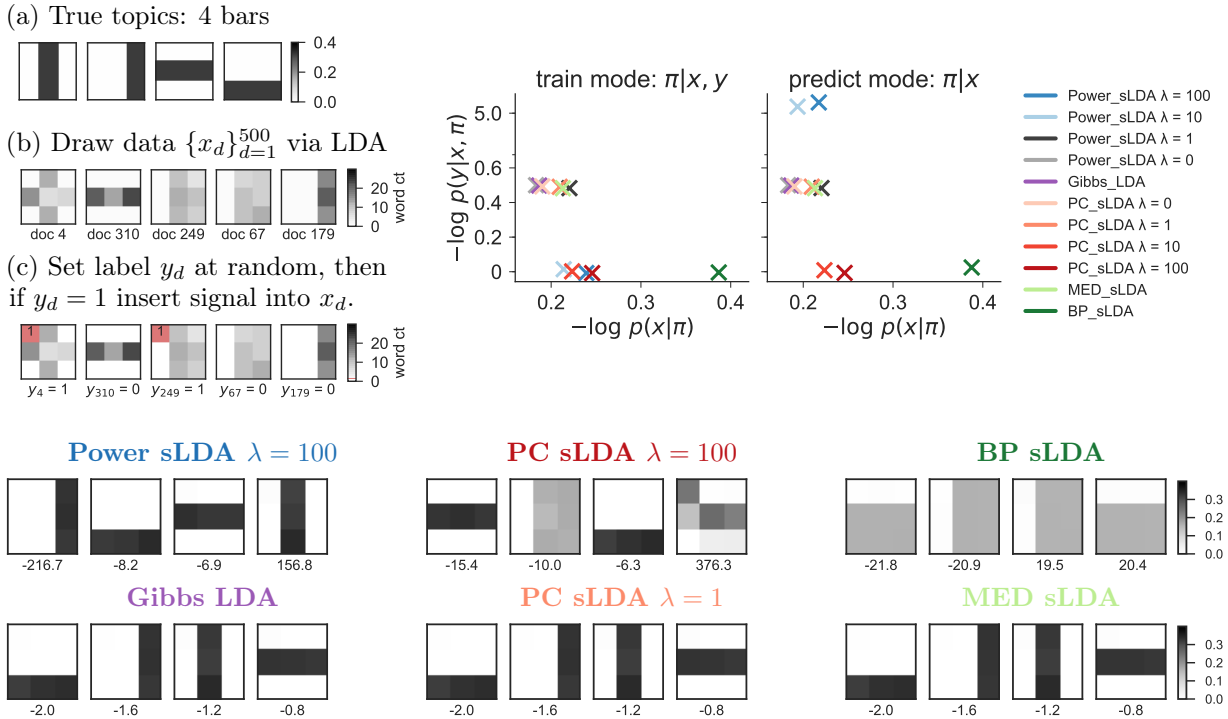 (a) True topics: 4 bars
0.4
0.2
0.0
(b) Draw data {x_d}_{d=1}^{500} via LDA
20
10
0
word ct
doc 4 doc 310 doc 249 doc 67 doc 179
(c) Set label y_d at random, then
if y_d = 1 insert signal into x_d.
1 1
20
10
0
word ct
y_4 = 1 y_310 = 0 y_249 = 1 y_67 = 0 y_179 = 0
train mode: π|x, y
predict mode: π|x
5.0
0.6
0.4
0.2
0
−log p(y|x, π)
0.2 0.3 0.4
−log p(x|π)
0.2 0.3 0.4
−log p(x|π)
Power_sLDA λ = 100
Power_sLDA λ = 10
Power_sLDA λ = 1
Power_sLDA λ = 0
Gibbs_LDA
PC_sLDA λ = 0
PC_sLDA λ = 1
PC_sLDA λ = 10
PC_sLDA λ = 100
MED_sLDA
BP_sLDA
Power sLDA λ = 100
-216.7 -8.2 -6.9 156.8
PC sLDA λ = 100
-15.4 -10.0 -6.3 376.3
BP sLDA
-21.8 -20.9 19.5 20.4
0.3
0.2
0.1
0.0
Gibbs LDA
-2.0 -1.6 -1.2 -0.8
PC sLDA λ = 1
-2.0 -1.6 -1.2 -0.8
MED sLDA
-2.0 -1.6 -1.2 -0.8
0.3
0.2
0.1
0.0